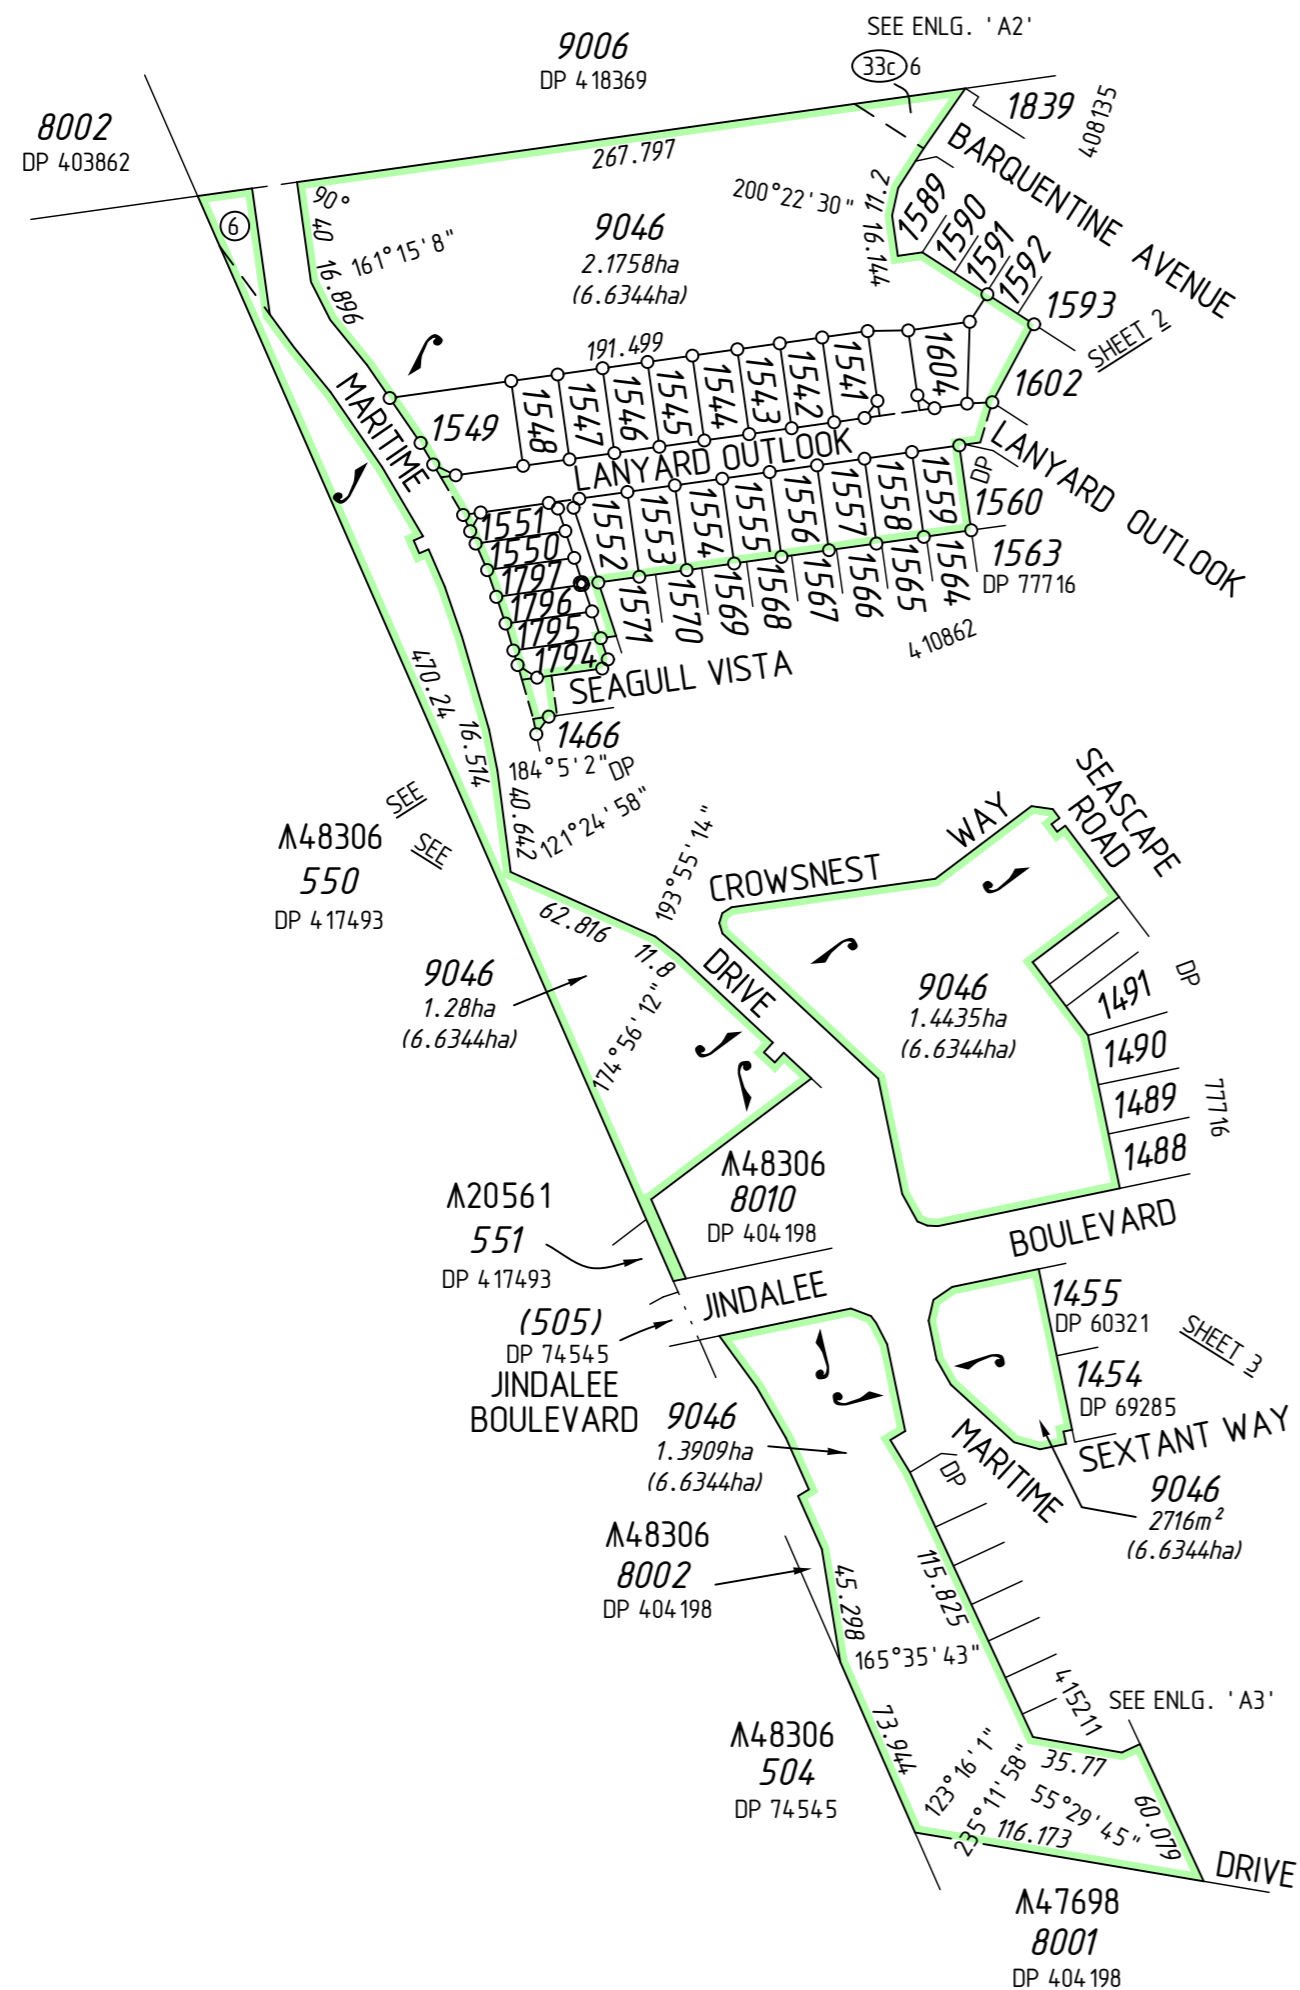 SEE ENLG. 'A2'
9006
DP 418369
33c 6
8002
DP 403862
1839
408135
BARQUENTINE AVENUE
267.797
90°
40
16.896
161°15'8"
6
200°22'30"
11.2
16.144
9046
2.1758ha
(6.6344ha)
1589
1590
1591
1592
1593
SHEET 2
1602
191.499
MARITIME
1549
1548
1547
1546
1545
1544
1543
1542
1541
1604
LANYARD OUTLOOK
LANYARD OUTLOOK
DP
1560
1563
DP 77716
1551
1550
1797
1796
1795
1794
1552
1553
1554
1555
1556
1557
1558
1559
1571
1570
1569
1568
1567
1566
1565
1564
410862
SEAGULL VISTA
1466
470.24
16.514
184°5'2"
DP
40.642
121°24'58"
SEE
SEE
⩚48306
550
DP 417493
62.816
193°55'14"
11.8
174°56'12"
DRIVE
CROWSNEST WAY
SEASCAPE
ROAD
9046
1.28ha
(6.6344ha)
9046
1.4435ha
(6.6344ha)
1491
DP
1490
1489
77716
1488
⩚48306
8010
DP 404198
⩚20561
551
DP 417493
BOULEVARD
JINDALEE
(505)
DP 74545
JINDALEE
BOULEVARD
1455
DP 60321
SHEET 3
1454
DP 69285
SEXTANT WAY
MARITIME
9046
1.3909ha
(6.6344ha)
DP
9046
2716m²
(6.6344ha)
⩚48306
8002
DP 404198
45.298
115.825
165°35'43"
415211
SEE ENLG. 'A3'
⩚48306
504
DP 74545
73.944
123°16'1"
235°11'58"
35.77
55°29'45"
116.173
60.079
DRIVE
⩚47698
8001
DP 404198